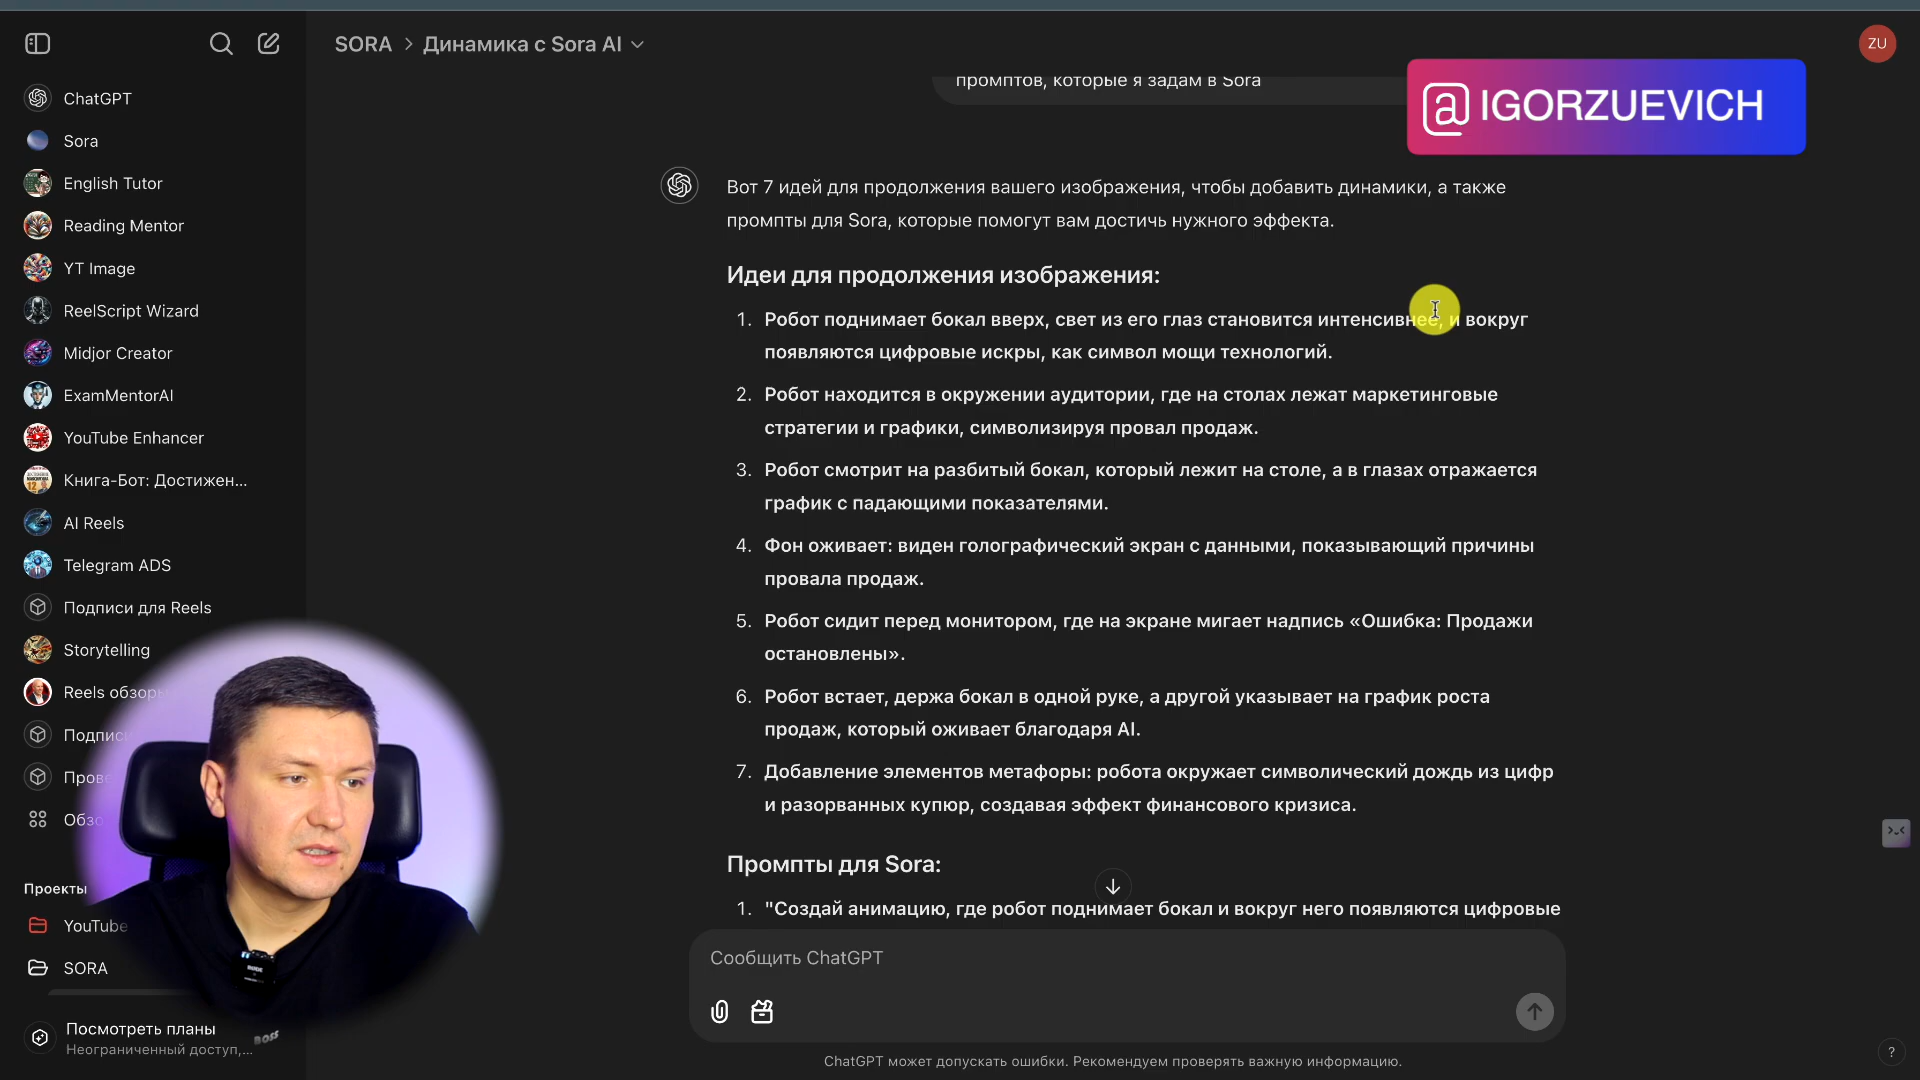 SORA > Динамика с Sora AI
ZU
промптов, которые я задам в Sora
@IGORZUEVICH
ChatGPT
Sora
English Tutor
Reading Mentor
YT Image
ReelScript Wizard
Midjor Creator
ExamMentorAI
YouTube Enhancer
Книга-Бот: Достижен...
AI Reels
Telegram ADS
Подписи для Reels
Storytelling
Reels обзоры
Проекты
YouTube
SORA
Посмотреть планы
Неограниченный доступ,...
BOSS
Вот 7 идей для продолжения вашего изображения, чтобы добавить динамики, а также
промпты для Sora, которые помогут вам достичь нужного эффекта.
Идеи для продолжения изображения:
1. Робот поднимает бокал вверх, свет из его глаз становится интенсивнее, и вокруг
появляются цифровые искры, как символ мощи технологий.
2. Робот находится в окружении аудитории, где на столах лежат маркетинговые
стратегии и графики, символизируя провал продаж.
3. Робот смотрит на разбитый бокал, который лежит на столе, а в глазах отражается
график с падающими показателями.
4. Фон оживает: виден голографический экран с данными, показывающий причины
провала продаж.
5. Робот сидит перед монитором, где на экране мигает надпись «Ошибка: Продажи
остановлены».
6. Робот встает, держа бокал в одной руке, а другой указывает на график роста
продаж, который оживает благодаря AI.
7. Добавление элементов метафоры: робота окружает символический дождь из цифр
и разорванных купюр, создавая эффект финансового кризиса.
Промпты для Sora:
1. "Создай анимацию, где робот поднимает бокал и вокруг него появляются цифровые
Сообщить ChatGPT
ChatGPT может допускать ошибки. Рекомендуем проверять важную информацию.
?